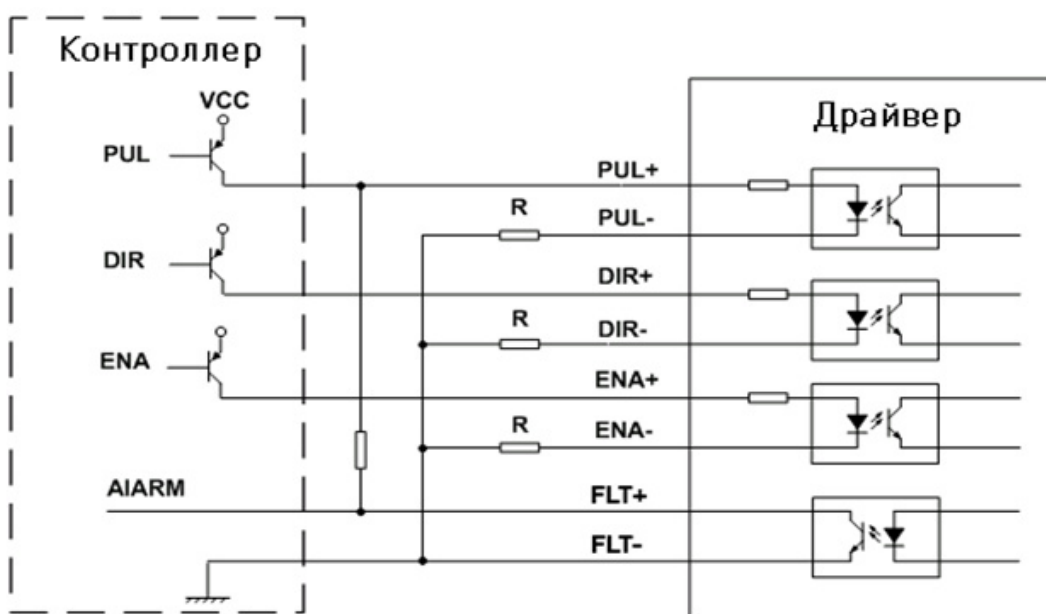 Контроллер
Драйвер
VCC
PUL
PUL+
R
PUL-
DIR
DIR+
R
DIR-
ENA
ENA+
R
ENA-
AIARM
FLT+
FLT-